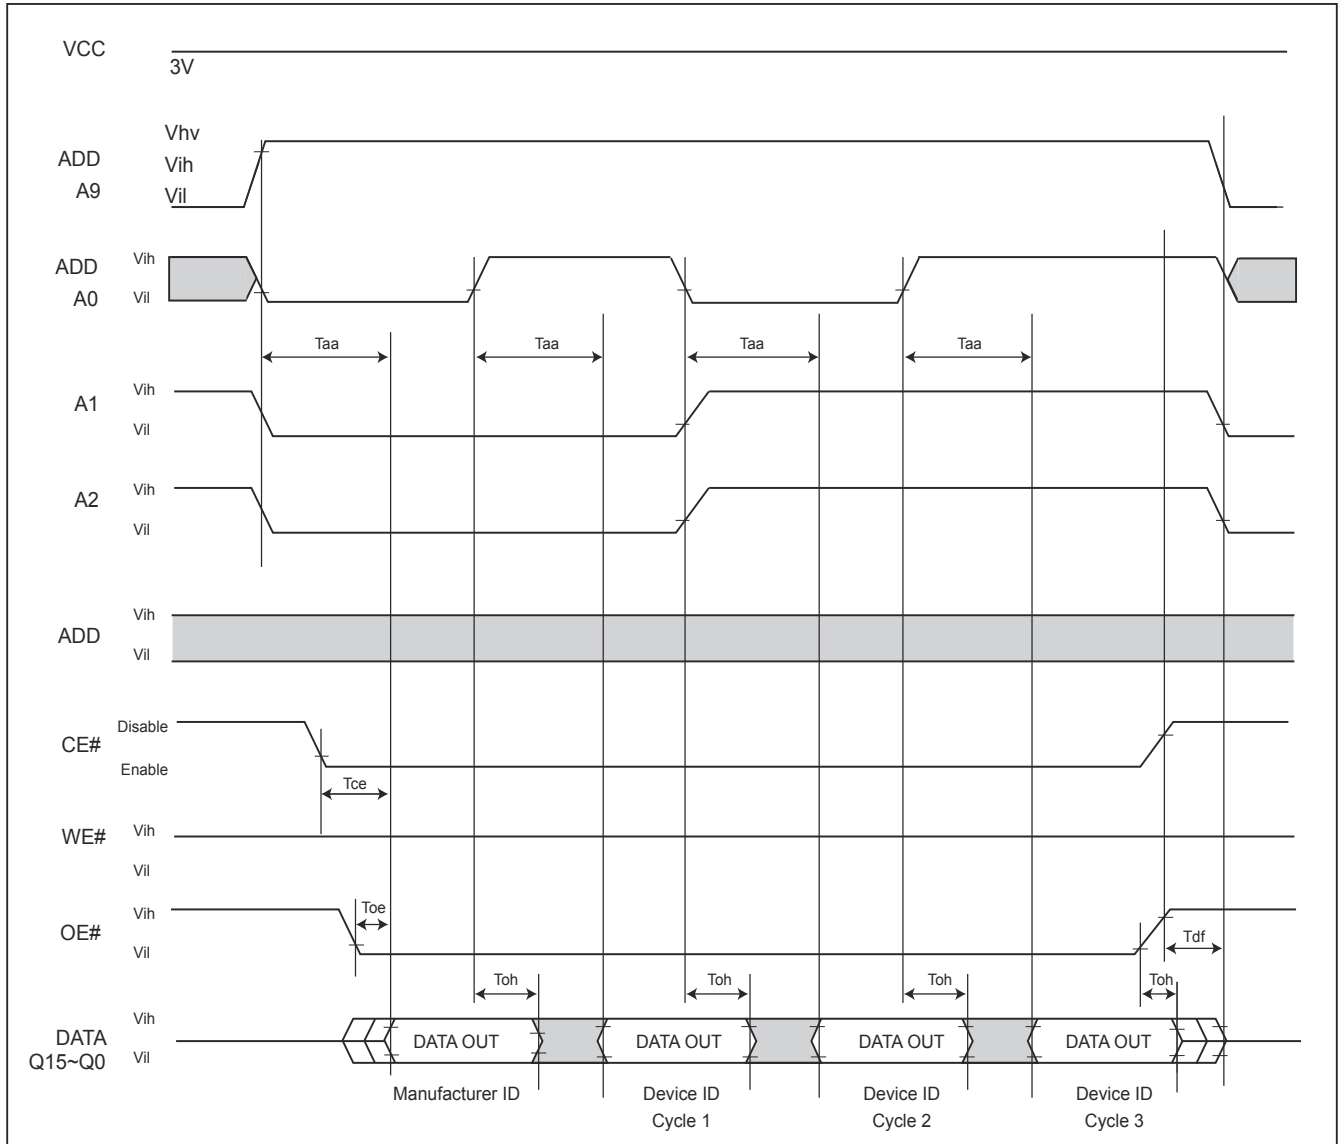 VCC
3V
Vhv
ADD
Vih
A9
Vil
Vih
ADD
A0
Vil
Taa Taa Taa Taa
Vih
A1
Vil
Vih
A2
Vil
Vih
ADD
Vil
Disable
CE#
Enable
Tce
WE#
Vih
Vil
Vih
Toe
OE#
Vil
Tdf
Toh Toh Toh Toh
Vih
DATA
Q15~Q0
Vil
DATA OUT DATA OUT DATA OUT DATA OUT
Manufacturer ID Device ID Device ID Device ID
Cycle 1 Cycle 2 Cycle 3